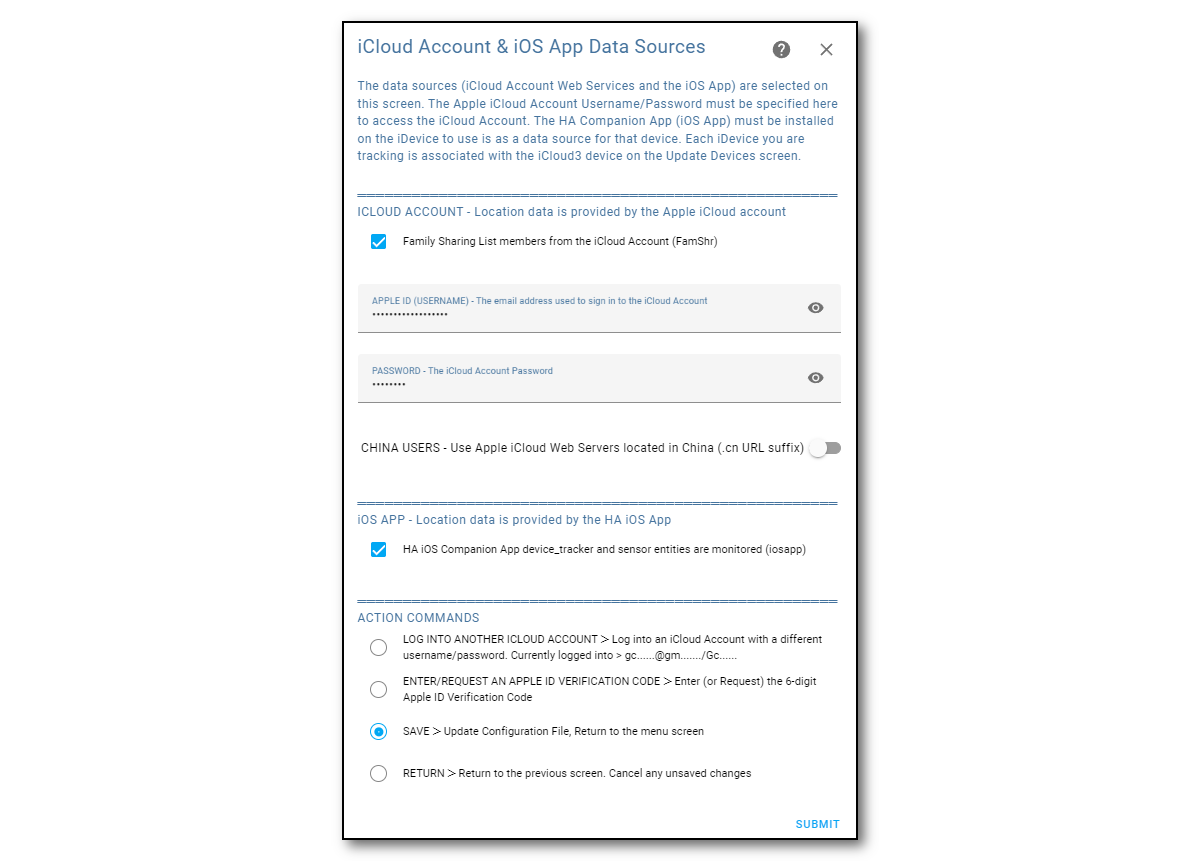 iCloud Account & iOS App Data Sources
The data sources (iCloud Account Web Services and the iOS App) are selected on
this screen. The Apple iCloud Account Username/Password must be specified here
to access the iCloud Account. The HA Companion App (iOS App) must be installed
on the iDevice to use is as a data source for that device. Each iDevice you are
tracking is associated with the iCloud3 device on the Update Devices screen.
ICLOUD ACCOUNT - Location data is provided by the Apple iCloud account
Family Sharing List members from the iCloud Account (FamShr)
APPLE ID (USERNAME) - The email address used to sign in to the iCloud Account
••••••••••••••••••
PASSWORD - The iCloud Account Password
••••••••
CHINA USERS - Use Apple iCloud Web Servers located in China (.cn URL suffix)
iOS APP - Location data is provided by the HA iOS App
HA iOS Companion App device_tracker and sensor entities are monitored (iosapp)
ACTION COMMANDS
LOG INTO ANOTHER ICLOUD ACCOUNT > Log into an iCloud Account with a different
username/password. Currently logged into > gc......@gm......./Gc......
ENTER/REQUEST AN APPLE ID VERIFICATION CODE > Enter (or Request) the 6-digit
Apple ID Verification Code
SAVE > Update Configuration File, Return to the menu screen
RETURN > Return to the previous screen. Cancel any unsaved changes
SUBMIT